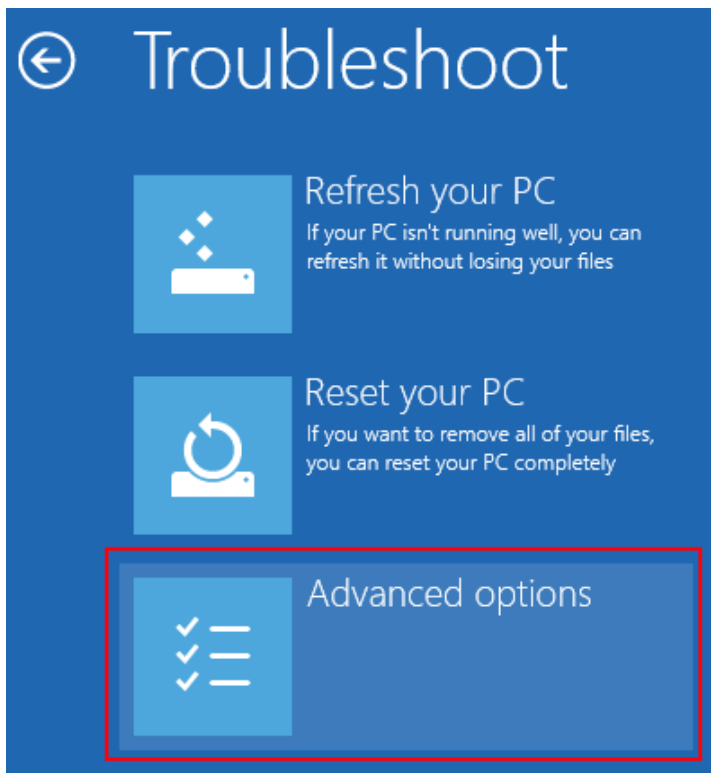 Troubleshoot
Refresh your PC
If your PC isn't running well, you can
refresh it without losing your files
Reset your PC
If you want to remove all of your files,
you can reset your PC completely
Advanced options